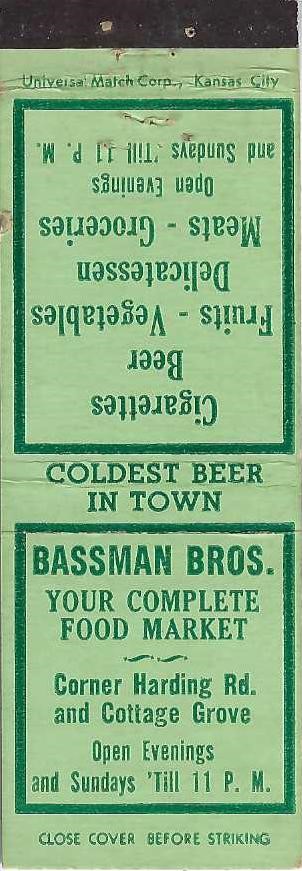 Universal Match Corp., Kansas City
Cigarettes
Beer
Fruits - Vegetables
Delicatessen
Meats - Groceries
Open Evenings
and Sundays 'Till 11 P. M.
COLDEST BEER
IN TOWN
BASSMAN BROS.
YOUR COMPLETE
FOOD MARKET
Corner Harding Rd.
and Cottage Grove
Open Evenings
and Sundays 'Till 11 P. M.
CLOSE COVER BEFORE STRIKING